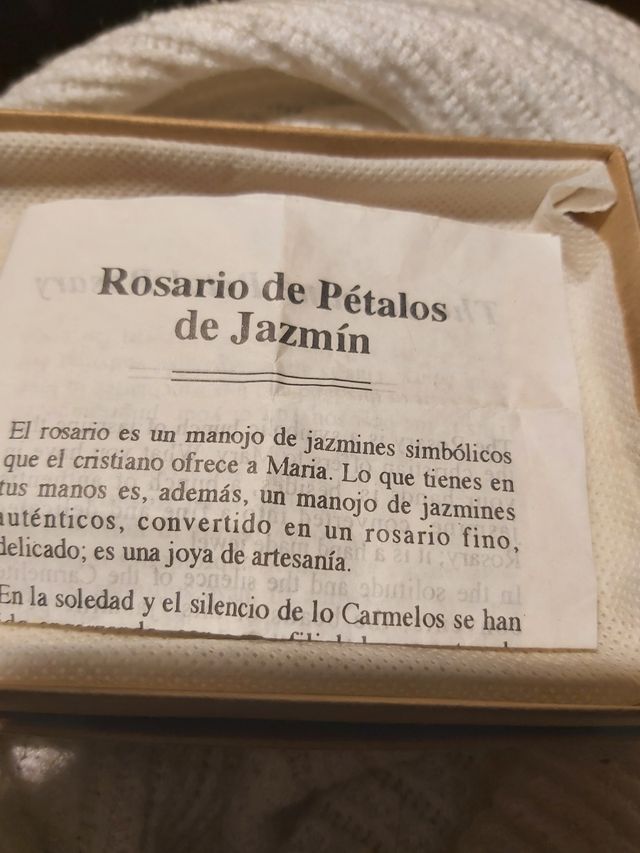 Rosario de Pétalos
de Jazmín
El rosario es un manojo de jazmines simbólicos
que el cristiano ofrece a Maria. Lo que tienes en
tus manos es, además, un manojo de jazmines
auténticos, convertido en un rosario fino,
delicado; es una joya de artesanía.
En la soledad y el silencio de lo Carmelos se han